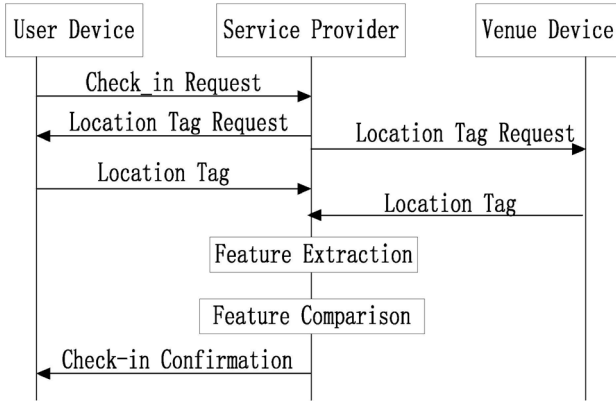 User Device
Service Provider
Venue Device
Check_in Request
Location Tag Request
Location Tag Request
Location Tag
Location Tag
Feature Extraction
Feature Comparison
Check-in Confirmation